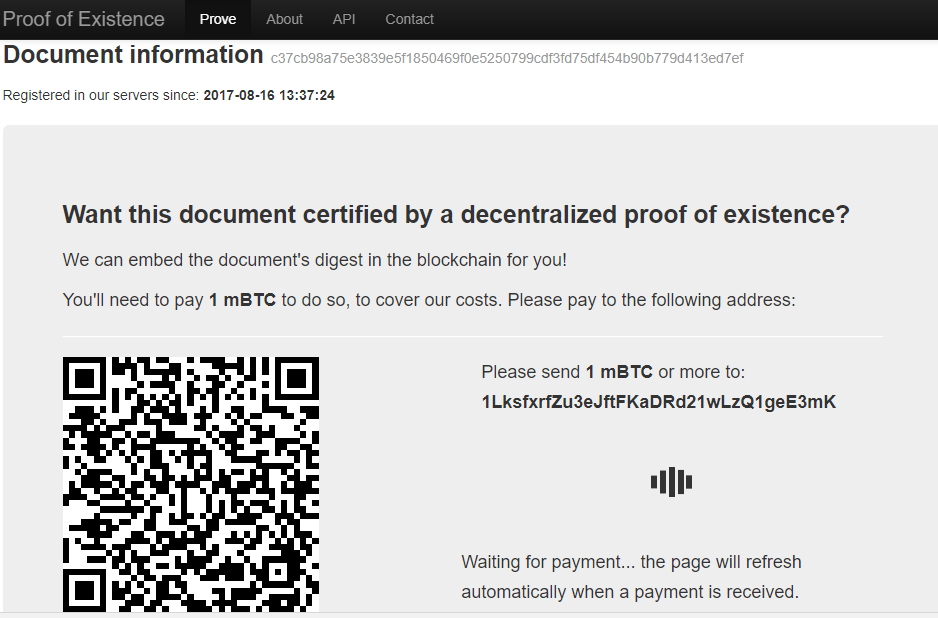 Proof of Existence Prove About API Contact
Document information c37cb98a75e3839e5f1850469f0e5250799cdf3fd75df454b90b779d413ed7ef
Registered in our servers since: 2017-08-16 13:37:24
Want this document certified by a decentralized proof of existence?
We can embed the document's digest in the blockchain for you!
You'll need to pay 1 mBTC to do so, to cover our costs. Please pay to the following address:
Please send 1 mBTC or more to:
1LksfxrfZu3eJftFKaDRd21wLzQ1geE3mK
Waiting for payment... the page will refresh
automatically when a payment is received.